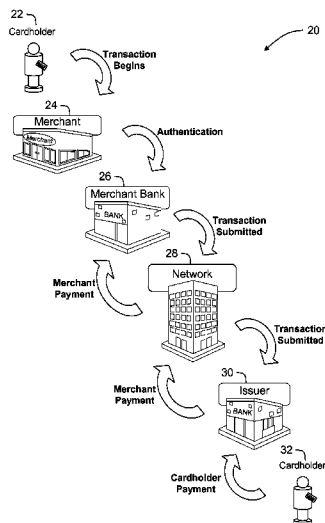 22
Cardholder
20
Transaction
Begins
24
Merchant
Merchant
Authentication
26
Merchant Bank
BANK
Transaction
Submitted
28
Network
Merchant
Payment
Transaction
Submitted
30
Issuer
BANK
Merchant
Payment
32
Cardholder
Cardholder
Payment